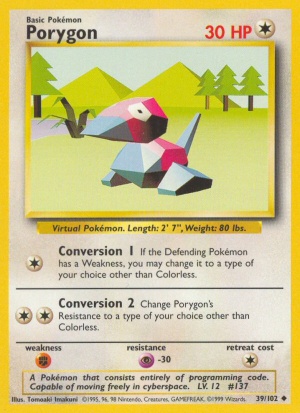 Basic Pokémon
Porygon 30 HP
Virtual Pokémon. Length: 2' 7", Weight: 80 lbs.
Conversion 1 If the Defending Pokémon
has a Weakness, you may change it to a type
of your choice other than Colorless.
Conversion 2 Change Porygon's
Resistance to a type of your choice other than
Colorless.
weakness resistance retreat cost
-30
A Pokémon that consists entirely of programming code.
Capable of moving freely in cyberspace. LV. 12 #137
Illus. Tomoaki Imakuni ©1995, 96, 98 Nintendo, Creatures, GAMEFREAK. ©1999 Wizards. 39/102